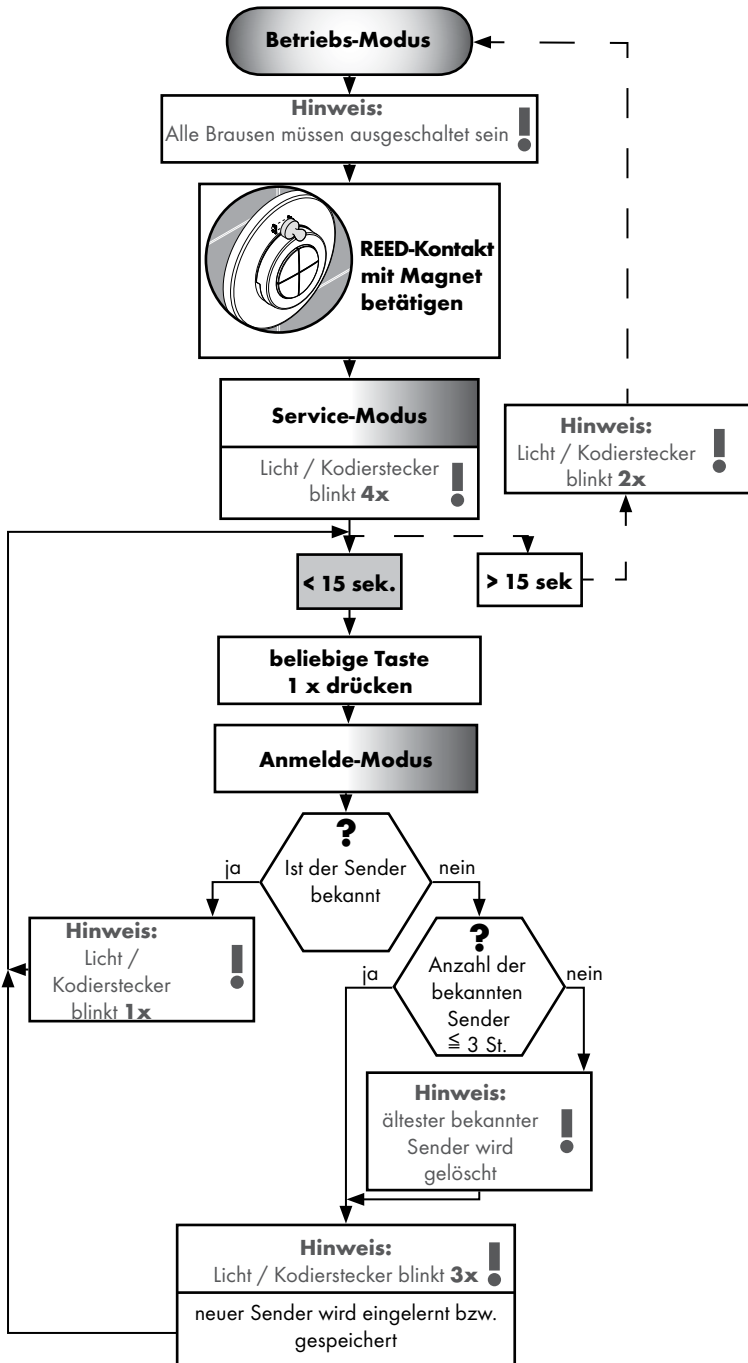 Betriebs-Modus
Hinweis:
Alle Brausen müssen ausgeschaltet sein
!
REED-Kontakt
mit Magnet
betätigen
Service-Modus
Licht / Kodierstecker
blinkt 4x
!
Hinweis:
Licht / Kodierstecker
blinkt 2x
!
< 15 sek.
> 15 sek
beliebige Taste
1 x drücken
Anmelde-Modus
?
Ist der Sender
bekannt
ja
nein
Hinweis:
Licht /
Kodierstecker
blinkt 1x
!
?
Anzahl der
bekannten
Sender
≦ 3 St.
ja
nein
Hinweis:
ältester bekannter
Sender wird
gelöscht
!
Hinweis:
Licht / Kodierstecker blinkt 3x
!
neuer Sender wird eingelernt bzw.
gespeichert